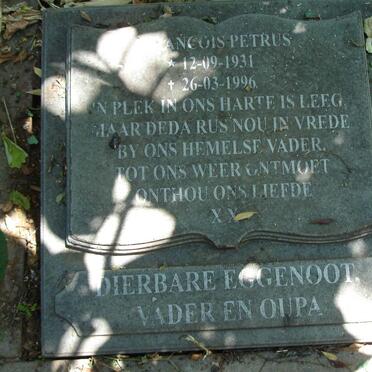 FRANCOIS PETRUS
* 12-09-1931
† 26-03-1996
'N PLEK IN ONS HARTE IS LEEG,
MAAR DEDA RUS NOU IN VREDE
BY ONS HEMELSE VADER.
TOT ONS WEER ONTMOET
ONTHOU ONS LIEFDE
X X
DIERBARE EGGENOOT,
VADER EN OUPA